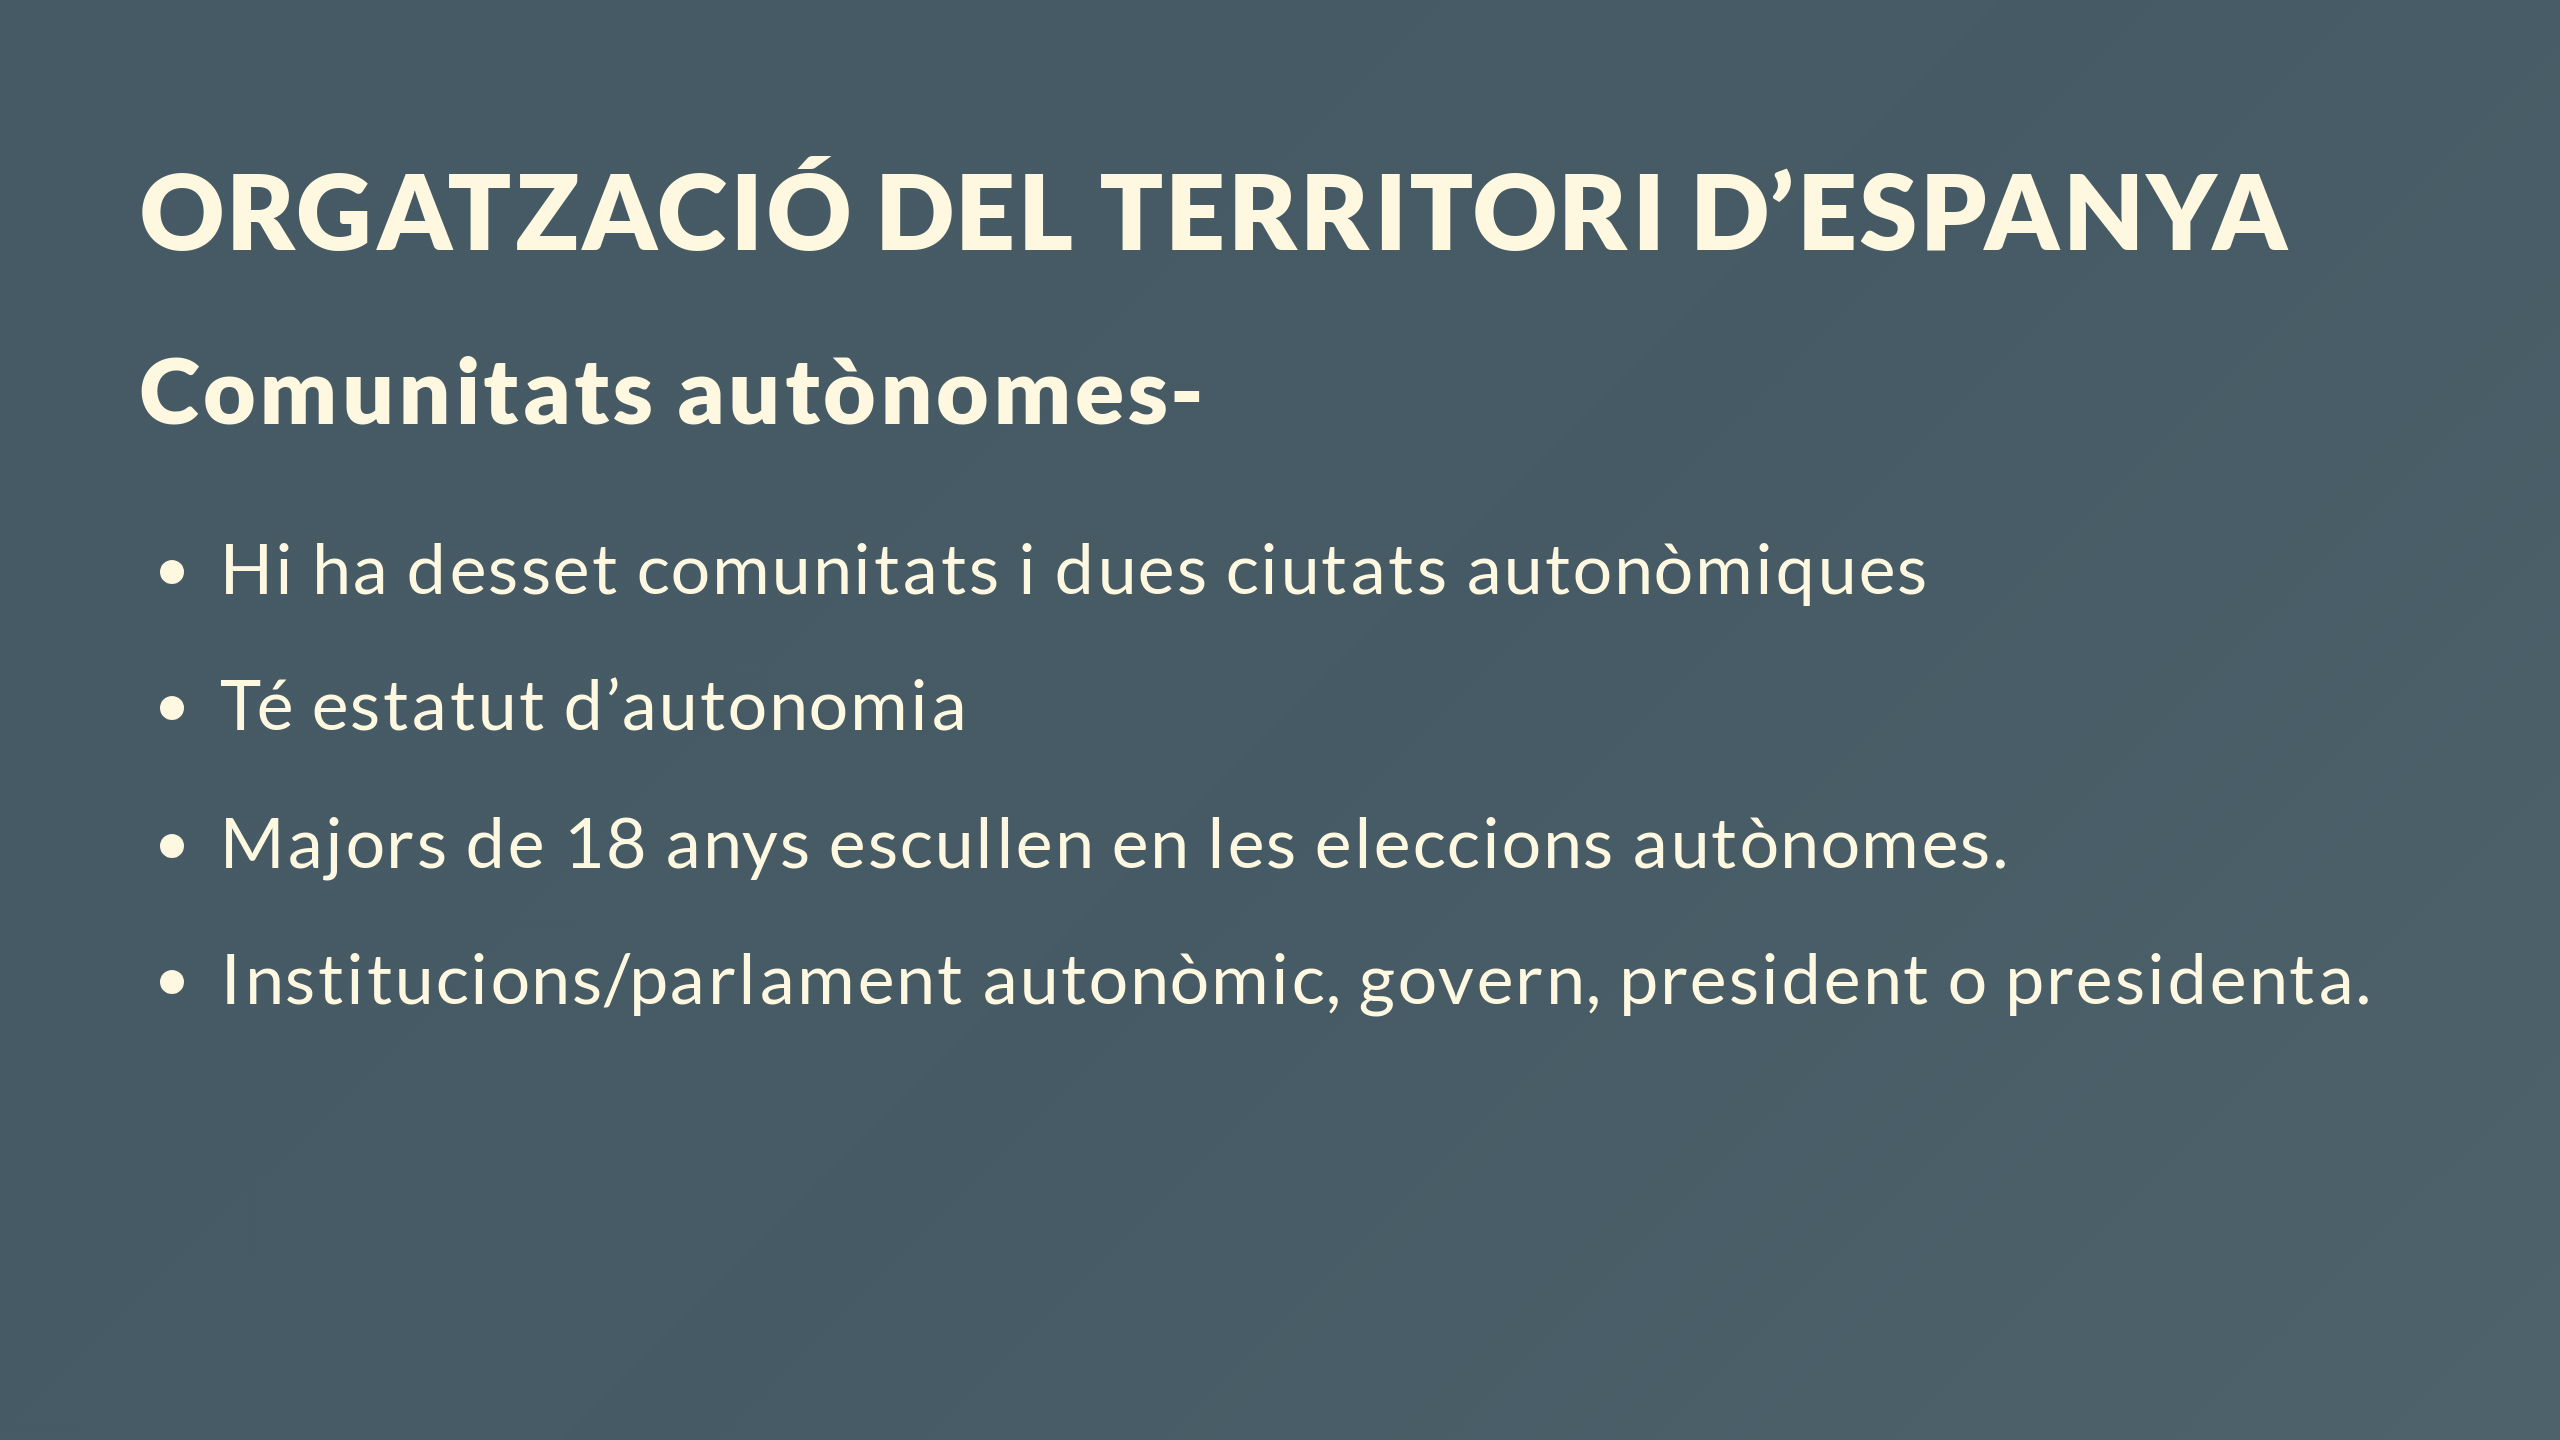 ORGATZACIÓ DEL TERRITORI D’ESPANYA
Comunitats autònomes-
• Hi ha desset comunitats i dues ciutats autonòmiques
• Té estatut d’autonomia
• Majors de 18 anys escullen en les eleccions autònomes.
• Institucions/parlament autonòmic, govern, president o presidenta.